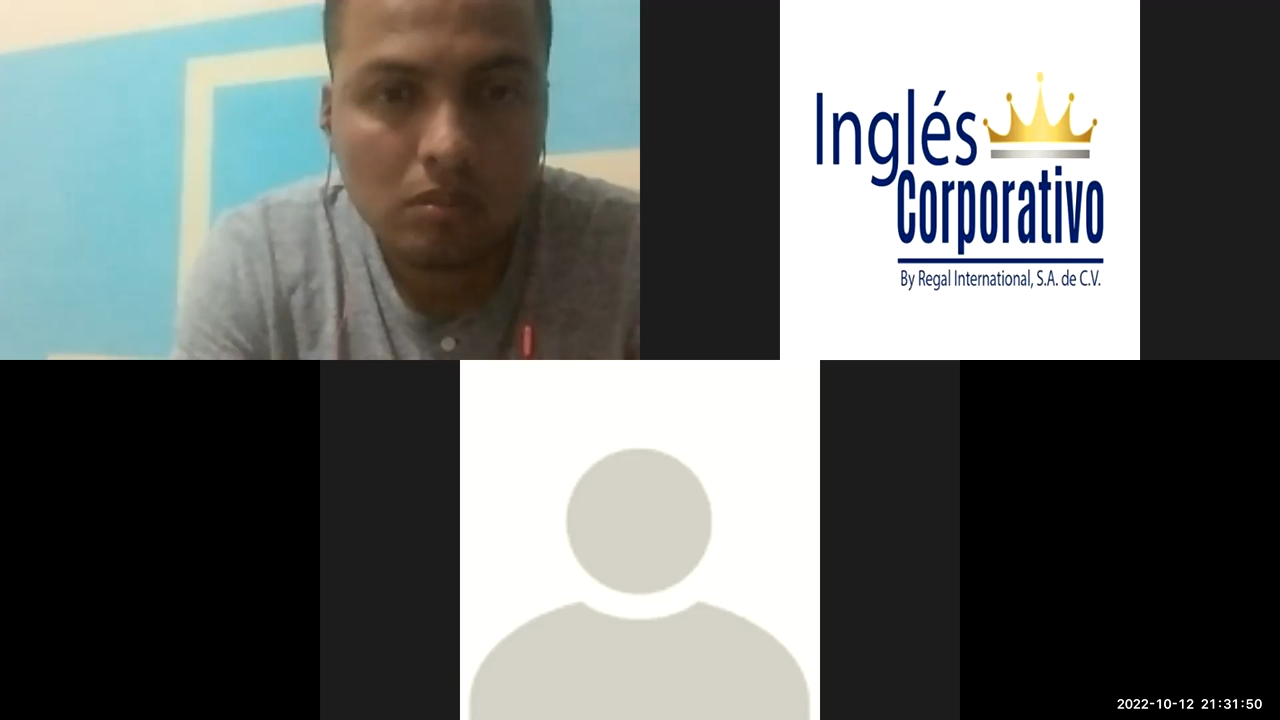 Inglés
Corporativo
By Regal International, S.A. de C.V.
2022-10-12 21:31:50